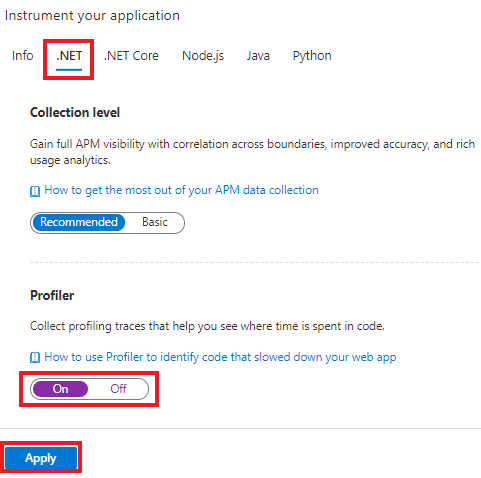 Instrument your application
Info .NET .NET Core Node.js Java Python
Collection level
Gain full APM visibility with correlation across boundaries, improved accuracy, and rich
usage analytics.
How to get the most out of your APM data collection
Recommended Basic
Profiler
Collect profiling traces that help you see where time is spent in code.
How to use Profiler to identify code that slowed down your web app
On Off
Apply